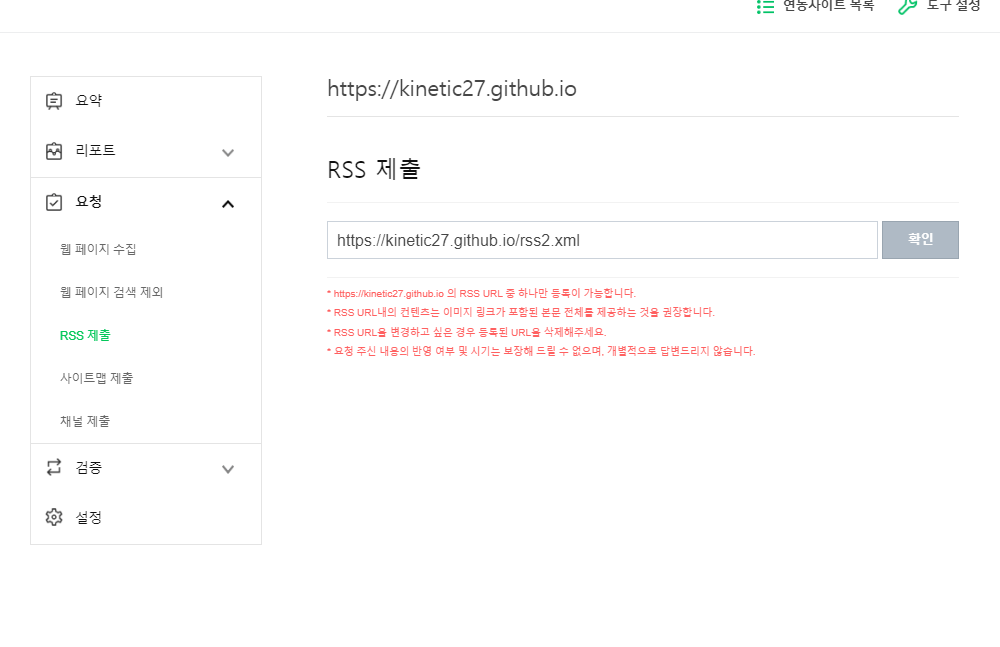 연동사이트 목록
도구 설정
요약
리포트
요청
웹 페이지 수집
웹 페이지 검색 제외
RSS 제출
사이트맵 제출
채널 제출
검증
설정
https://kinetic27.github.io
RSS 제출
https://kinetic27.github.io/rss2.xml
확인
* https://kinetic27.github.io 의 RSS URL 중 하나만 등록이 가능합니다.
* RSS URL내의 컨텐츠는 이미지 링크가 포함된 본문 전체를 제공하는 것을 권장합니다.
* RSS URL을 변경하고 싶은 경우 등록된 URL을 삭제해주세요.
* 요청 주신 내용의 반영 여부 및 시기는 보장해 드릴 수 없으며, 개별적으로 답변드리지 않습니다.